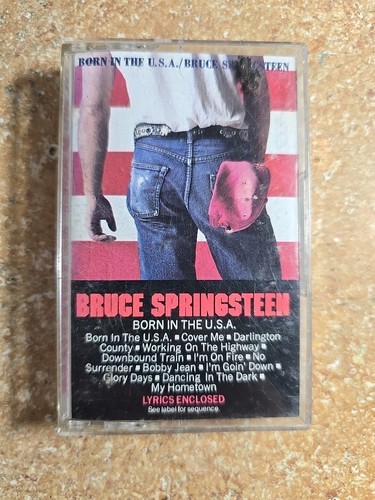 BORN IN THE U.S.A./BRUCE SPRINGSTEEN
BRUCE SPRINGSTEEN
BORN IN THE U.S.A.
Born In The U.S.A. ■ Cover Me ■ Darlington
County ■ Working On The Highway ■
Downbound Train ■ I'm On Fire ■ No
Surrender ■ Bobby Jean ■ I'm Goin' Down ■
Glory Days ■ Dancing In The Dark ■
My Hometown
LYRICS ENCLOSED
See label for sequence.